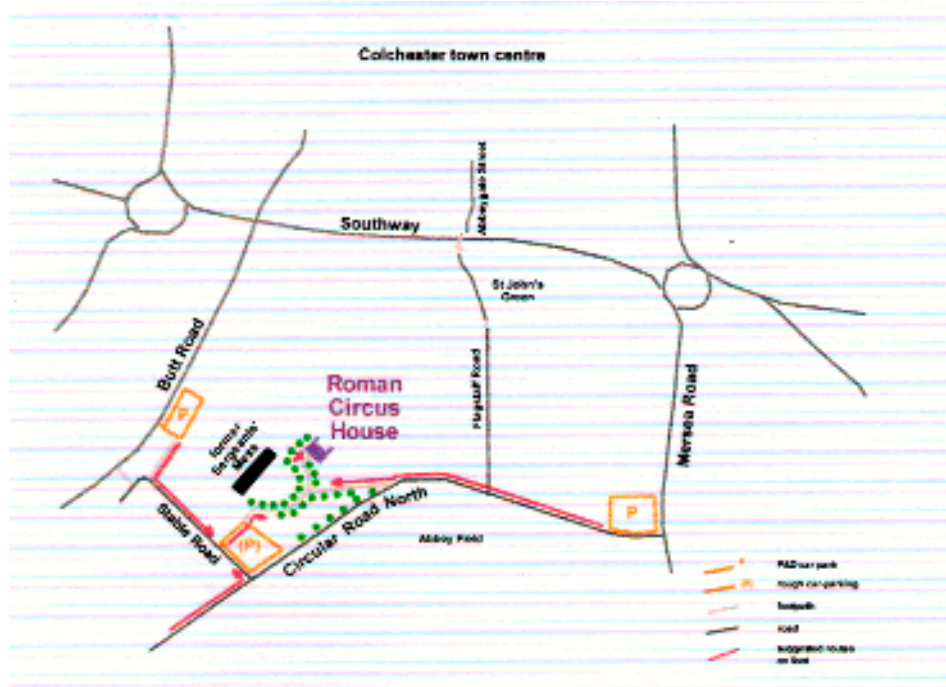 Colchester town centre
Abbeygate Street
Southway
St John's
Green
Butt Road
Flagstaff Road
Mersea Road
Roman
Circus
House
former
Sergeants'
Mess
P
P
Stable Road
(P)
Circular Road North
Abbey Field
P
P&D car park
(P)
rough car-parking
footpath
road
suggested routes
on foot